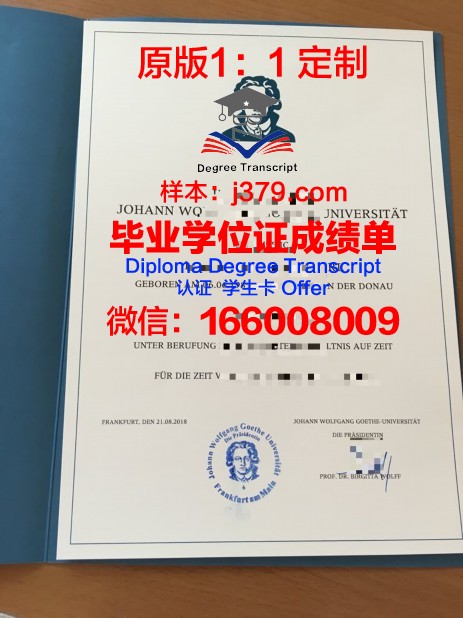 原版1：1 定制
Degree Transcript
样本：j379.com
JOHANN WO UNIVERSITÄT
毕业学位证成绩单
Diploma Degree Transcript
GEBOREN AM N DER DONAU
认证 学生卡 Offer
微信：166008009
UNTER BERUFUNG LTNIS AUF ZEIT
FÜR DIE ZEIT
FRANKFURT, DEN 21.08.2018
JOHANN WOLFGANG GOETHE-UNIVERSITÄT
DIE PRÄSIDENTIN
Johann Wolfgang Goethe Universität
Die Präsidentin
Frankfurt am Main
PROF. DR. BIRGITTA WOLFF